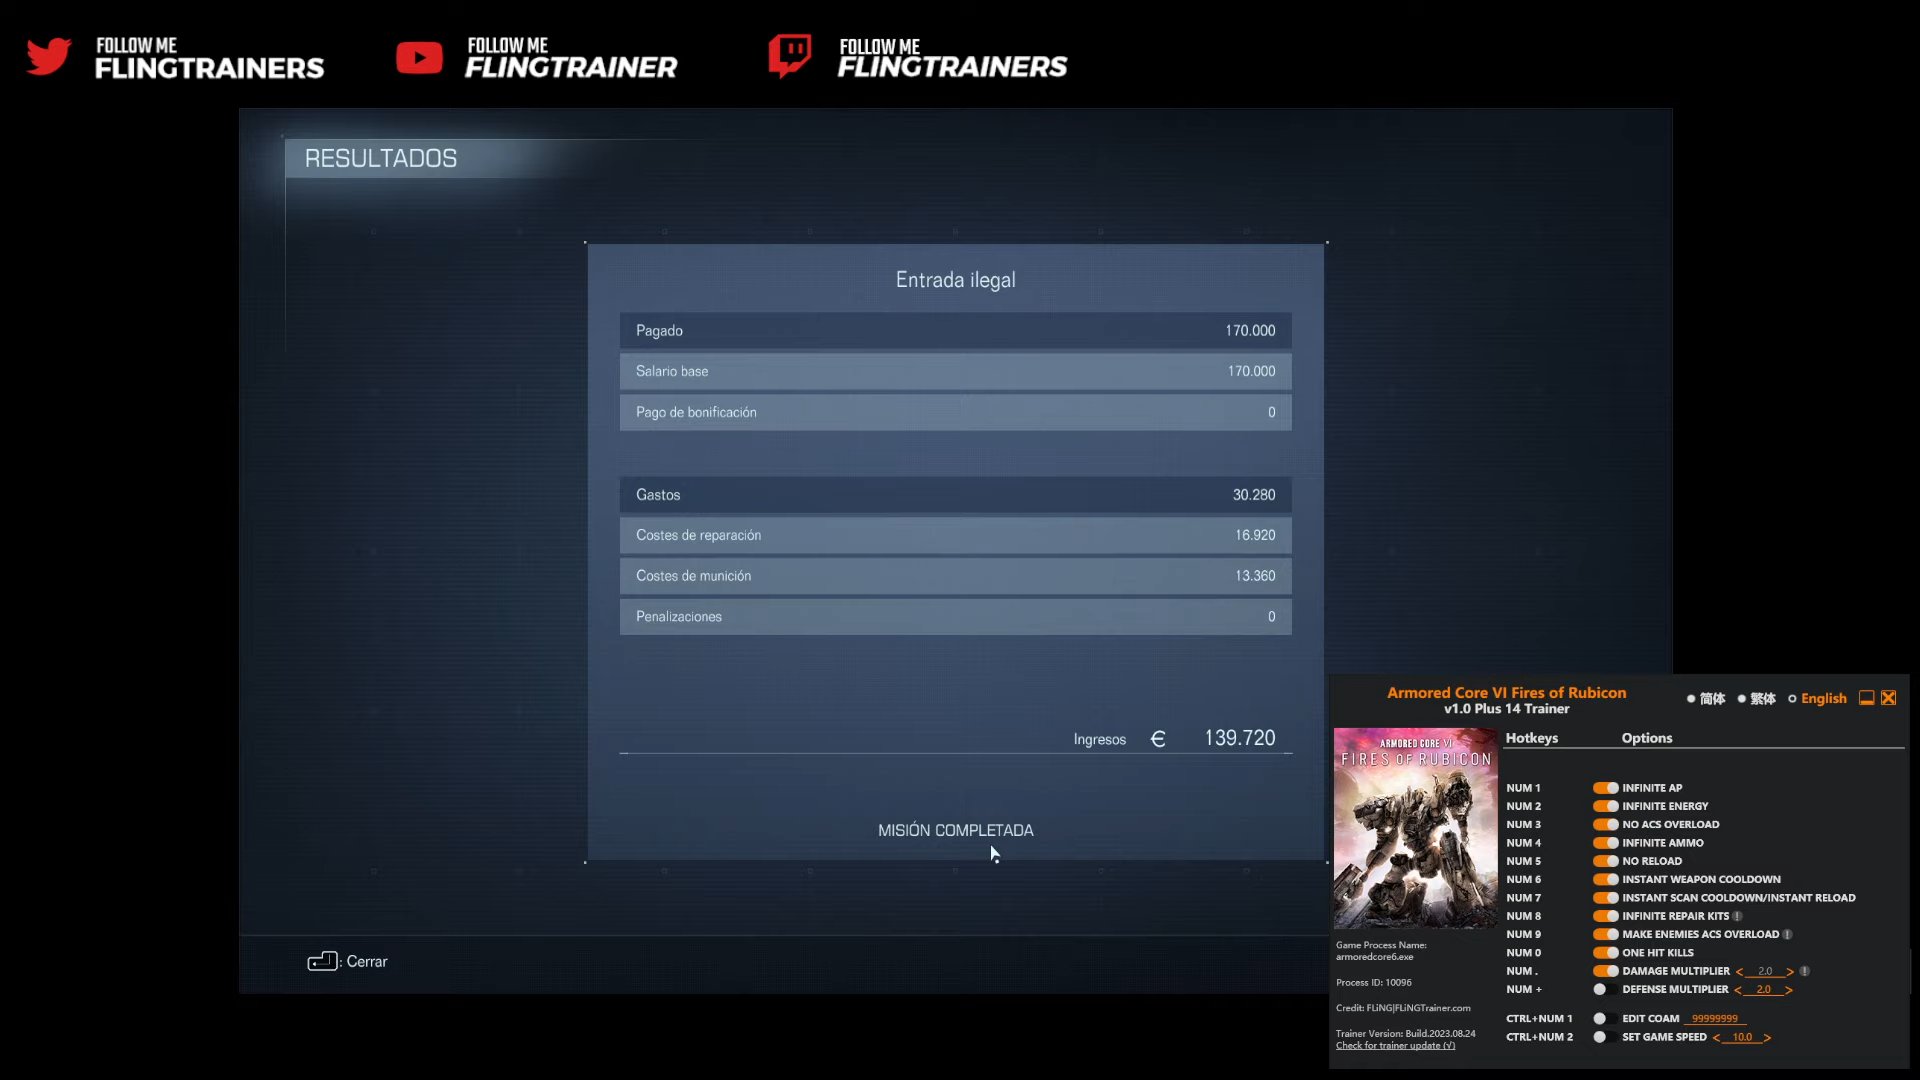 FOLLOW ME
FLINGTRAINERS
FOLLOW ME
FLINGTRAINER
FOLLOW ME
FLINGTRAINERS
RESULTADOS
Entrada ilegal
Pagado 170.000
Salario base 170.000
Pago de bonificación 0
Gastos 30.280
Costes de reparación 16.920
Costes de munición 13.360
Penalizaciones 0
Ingresos € 139.720
MISIÓN COMPLETADA
: Cerrar
Armored Core VI Fires of Rubicon
v1.0 Plus 14 Trainer
简体 繁体 English
ARMORED CORE VI
FIRES OF RUBICON
Game Process Name:
armoredcore6.exe
Process ID: 10096
Credit: FLiNG|FLiNGTrainer.com
Trainer Version: Build.2023.08.24
Check for trainer update (√)
Hotkeys Options
NUM 1 INFINITE AP
NUM 2 INFINITE ENERGY
NUM 3 NO ACS OVERLOAD
NUM 4 INFINITE AMMO
NUM 5 NO RELOAD
NUM 6 INSTANT WEAPON COOLDOWN
NUM 7 INSTANT SCAN COOLDOWN/INSTANT RELOAD
NUM 8 INFINITE REPAIR KITS !
NUM 9 MAKE ENEMIES ACS OVERLOAD !
NUM 0 ONE HIT KILLS
NUM . DAMAGE MULTIPLIER < 2.0 > !
NUM + DEFENSE MULTIPLIER < 2.0 >
CTRL+NUM 1 EDIT COAM 99999999
CTRL+NUM 2 SET GAME SPEED < 10.0 >